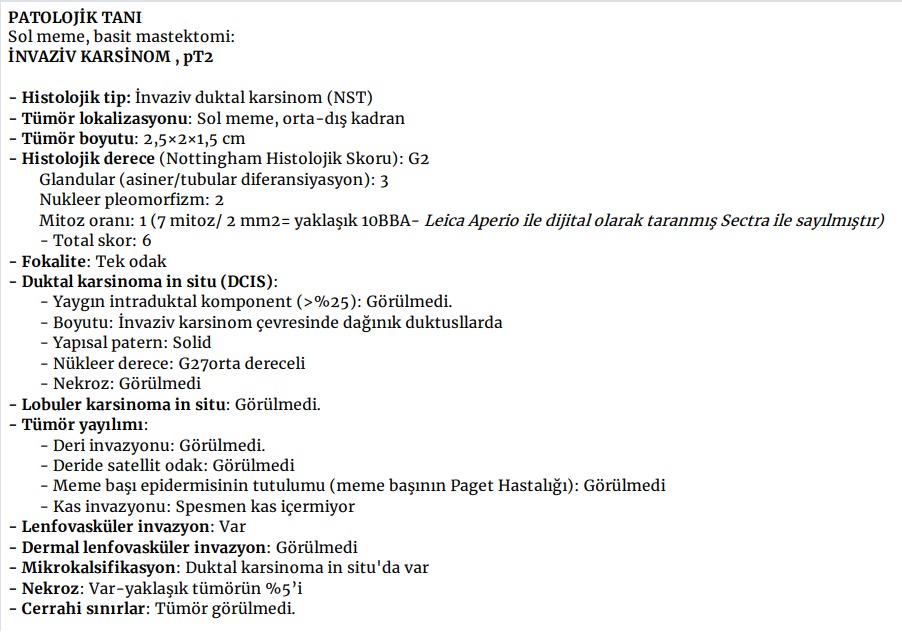 PATOLOJİK TANI
Sol meme, basit mastektomi:
İNVAZİV KARSİNOM , pT2
- Histolojik tip: İnvaziv duktal karsinom (NST)
- Tümör lokalizasyonu: Sol meme, orta-dış kadran
- Tümör boyutu: 2,5×2×1,5 cm
- Histolojik derece (Nottingham Histolojik Skoru): G2
Glandular (asiner/tubular diferansiyasyon): 3
Nukleer pleomorfizm: 2
Mitoz oranı: 1 (7 mitoz/ 2 mm2= yaklaşık 10BBA- Leica Aperio ile dijital olarak taranmış Sectra ile sayılmıştır)
- Total skor: 6
- Fokalite: Tek odak
- Duktal karsinoma in situ (DCIS):
- Yaygın intraduktal komponent (>%25): Görülmedi.
- Boyutu: İnvaziv karsinom çevresinde dağınık duktusllarda
- Yapısal patern: Solid
- Nükleer derece: G27orta dereceli
- Nekroz: Görülmedi
- Lobuler karsinoma in situ: Görülmedi.
- Tümör yayılımı:
- Deri invazyonu: Görülmedi.
- Deride satellit odak: Görülmedi
- Meme başı epidermisinin tutulumu (meme başının Paget Hastalığı): Görülmedi
- Kas invazyonu: Spesmen kas içermiyor
- Lenfovasküler invazyon: Var
- Dermal lenfovasküler invazyon: Görülmedi
- Mikrokalsifikasyon: Duktal karsinoma in situ'da var
- Nekroz: Var-yaklaşık tümörün %5’i
- Cerrahi sınırlar: Tümör görülmedi.